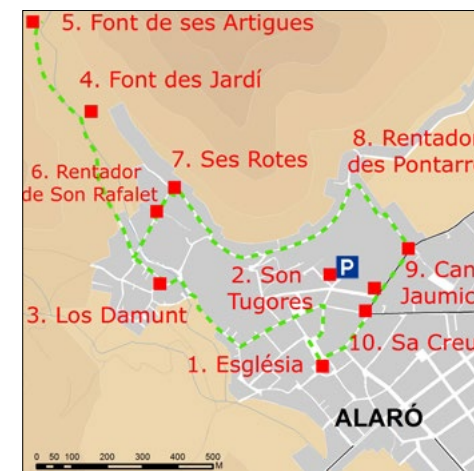 5. Font de ses Artigues
4. Font des Jardí
8. Rentador
des Pontarr
6. Rentador
de Son Rafalet
7. Ses Rotes
P
2. Son
Tugores
9. Can
Jaumic
3. Los Damunt
10. Sa Creu
1. Església
ALARÓ
0 50 100 200 300 400 500
M